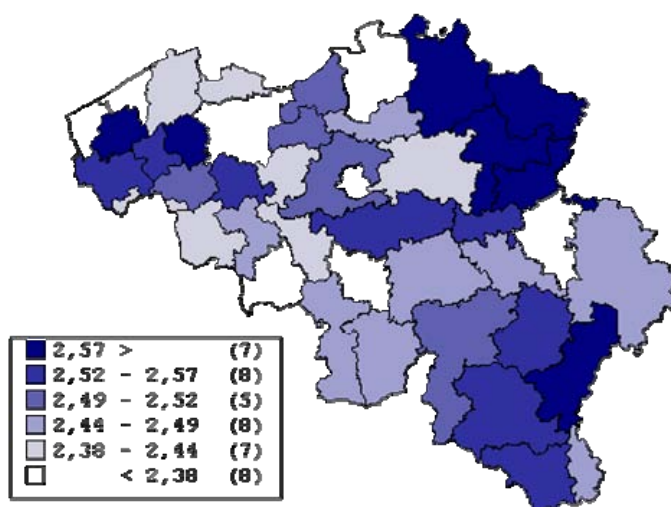 2,57 > (7)
2,52 - 2,57 (8)
2,49 - 2,52 (5)
2,44 - 2,49 (8)
2,38 - 2,44 (7)
< 2,38 (8)